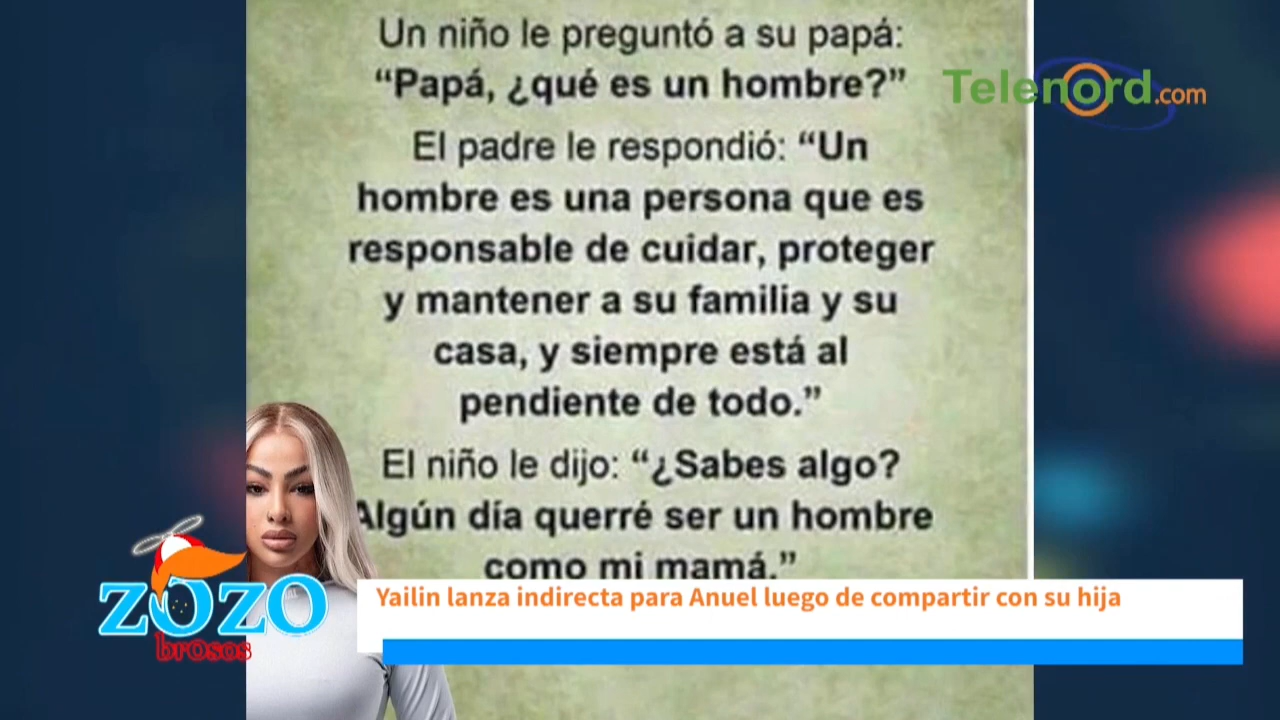 Un niño le preguntó a su papá:
“Papá, ¿qué es un hombre?”
Telenord.com
El padre le respondió: “Un
hombre es una persona que es
responsable de cuidar, proteger
y mantener a su familia y su
casa, y siempre está al
pendiente de todo.”
El niño le dijo: “¿Sabes algo?
Algún día querré ser un hombre
como mi mamá.”
ZOZO
brosos
Yailin lanza indirecta para Anuel luego de compartir con su hija